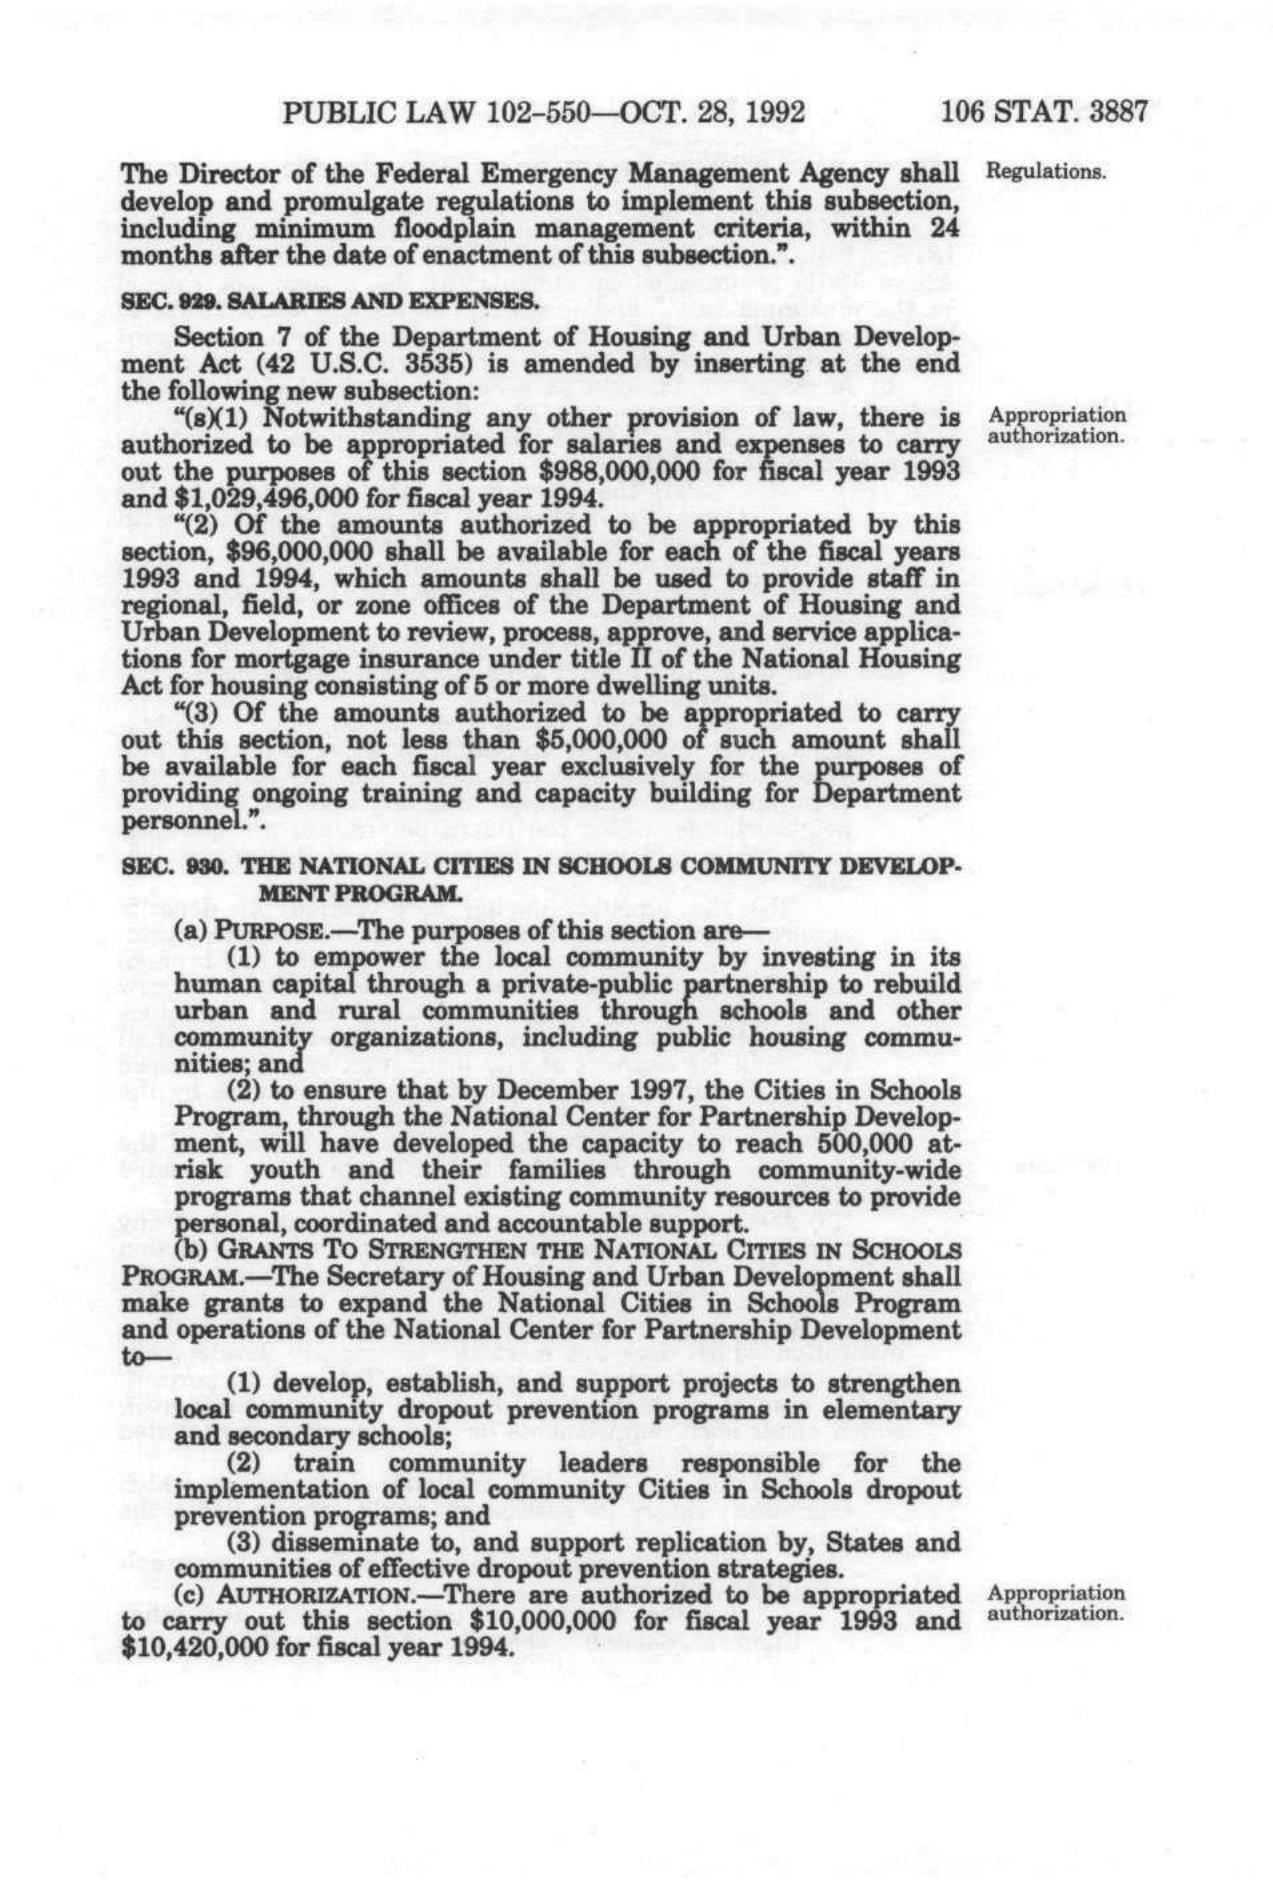 PUBLIC LAW 102–550—OCT. 28, 1992 106 STAT. 3887
The Director of the Federal Emergency Management Agency shall
develop and promulgate regulations to implement this subsection,
including minimum floodplain management criteria, within 24
months after the date of enactment of this subsection.”.
Regulations.
SEC. 929. SALARIES AND EXPENSES.
Section 7 of the Department of Housing and Urban Develop-
ment Act (42 U.S.C. 3535) is amended by inserting at the end
the following new subsection:
“(s)(1) Notwithstanding any other provision of law, there is
authorized to be appropriated for salaries and expenses to carry
out the purposes of this section $988,000,000 for fiscal year 1993
and $1,029,496,000 for fiscal year 1994.
Appropriation
authorization.
“(2) Of the amounts authorized to be appropriated by this
section, $96,000,000 shall be available for each of the fiscal years
1993 and 1994, which amounts shall be used to provide staff in
regional, field, or zone offices of the Department of Housing and
Urban Development to review, process, approve, and service applica-
tions for mortgage insurance under title II of the National Housing
Act for housing consisting of 5 or more dwelling units.
“(3) Of the amounts authorized to be appropriated to carry
out this section, not less than $5,000,000 of such amount shall
be available for each fiscal year exclusively for the purposes of
providing ongoing training and capacity building for Department
personnel.”.
SEC. 930. THE NATIONAL CITIES IN SCHOOLS COMMUNITY DEVELOP-
MENT PROGRAM.
(a) PURPOSE.—The purposes of this section are—
(1) to empower the local community by investing in its
human capital through a private-public partnership to rebuild
urban and rural communities through schools and other
community organizations, including public housing commu-
nities; and
(2) to ensure that by December 1997, the Cities in Schools
Program, through the National Center for Partnership Develop-
ment, will have developed the capacity to reach 500,000 at-
risk youth and their families through community-wide
programs that channel existing community resources to provide
personal, coordinated and accountable support.
(b) GRANTS TO STRENGTHEN THE NATIONAL CITIES IN SCHOOLS
PROGRAM.—The Secretary of Housing and Urban Development shall
make grants to expand the National Cities in Schools Program
and operations of the National Center for Partnership Development
to—
(1) develop, establish, and support projects to strengthen
local community dropout prevention programs in elementary
and secondary schools;
(2) train community leaders responsible for the
implementation of local community Cities in Schools dropout
prevention programs; and
(3) disseminate to, and support replication by, States and
communities of effective dropout prevention strategies.
(c) AUTHORIZATION.—There are authorized to be appropriated
to carry out this section $10,000,000 for fiscal year 1993 and
$10,420,000 for fiscal year 1994.
Appropriation
authorization.